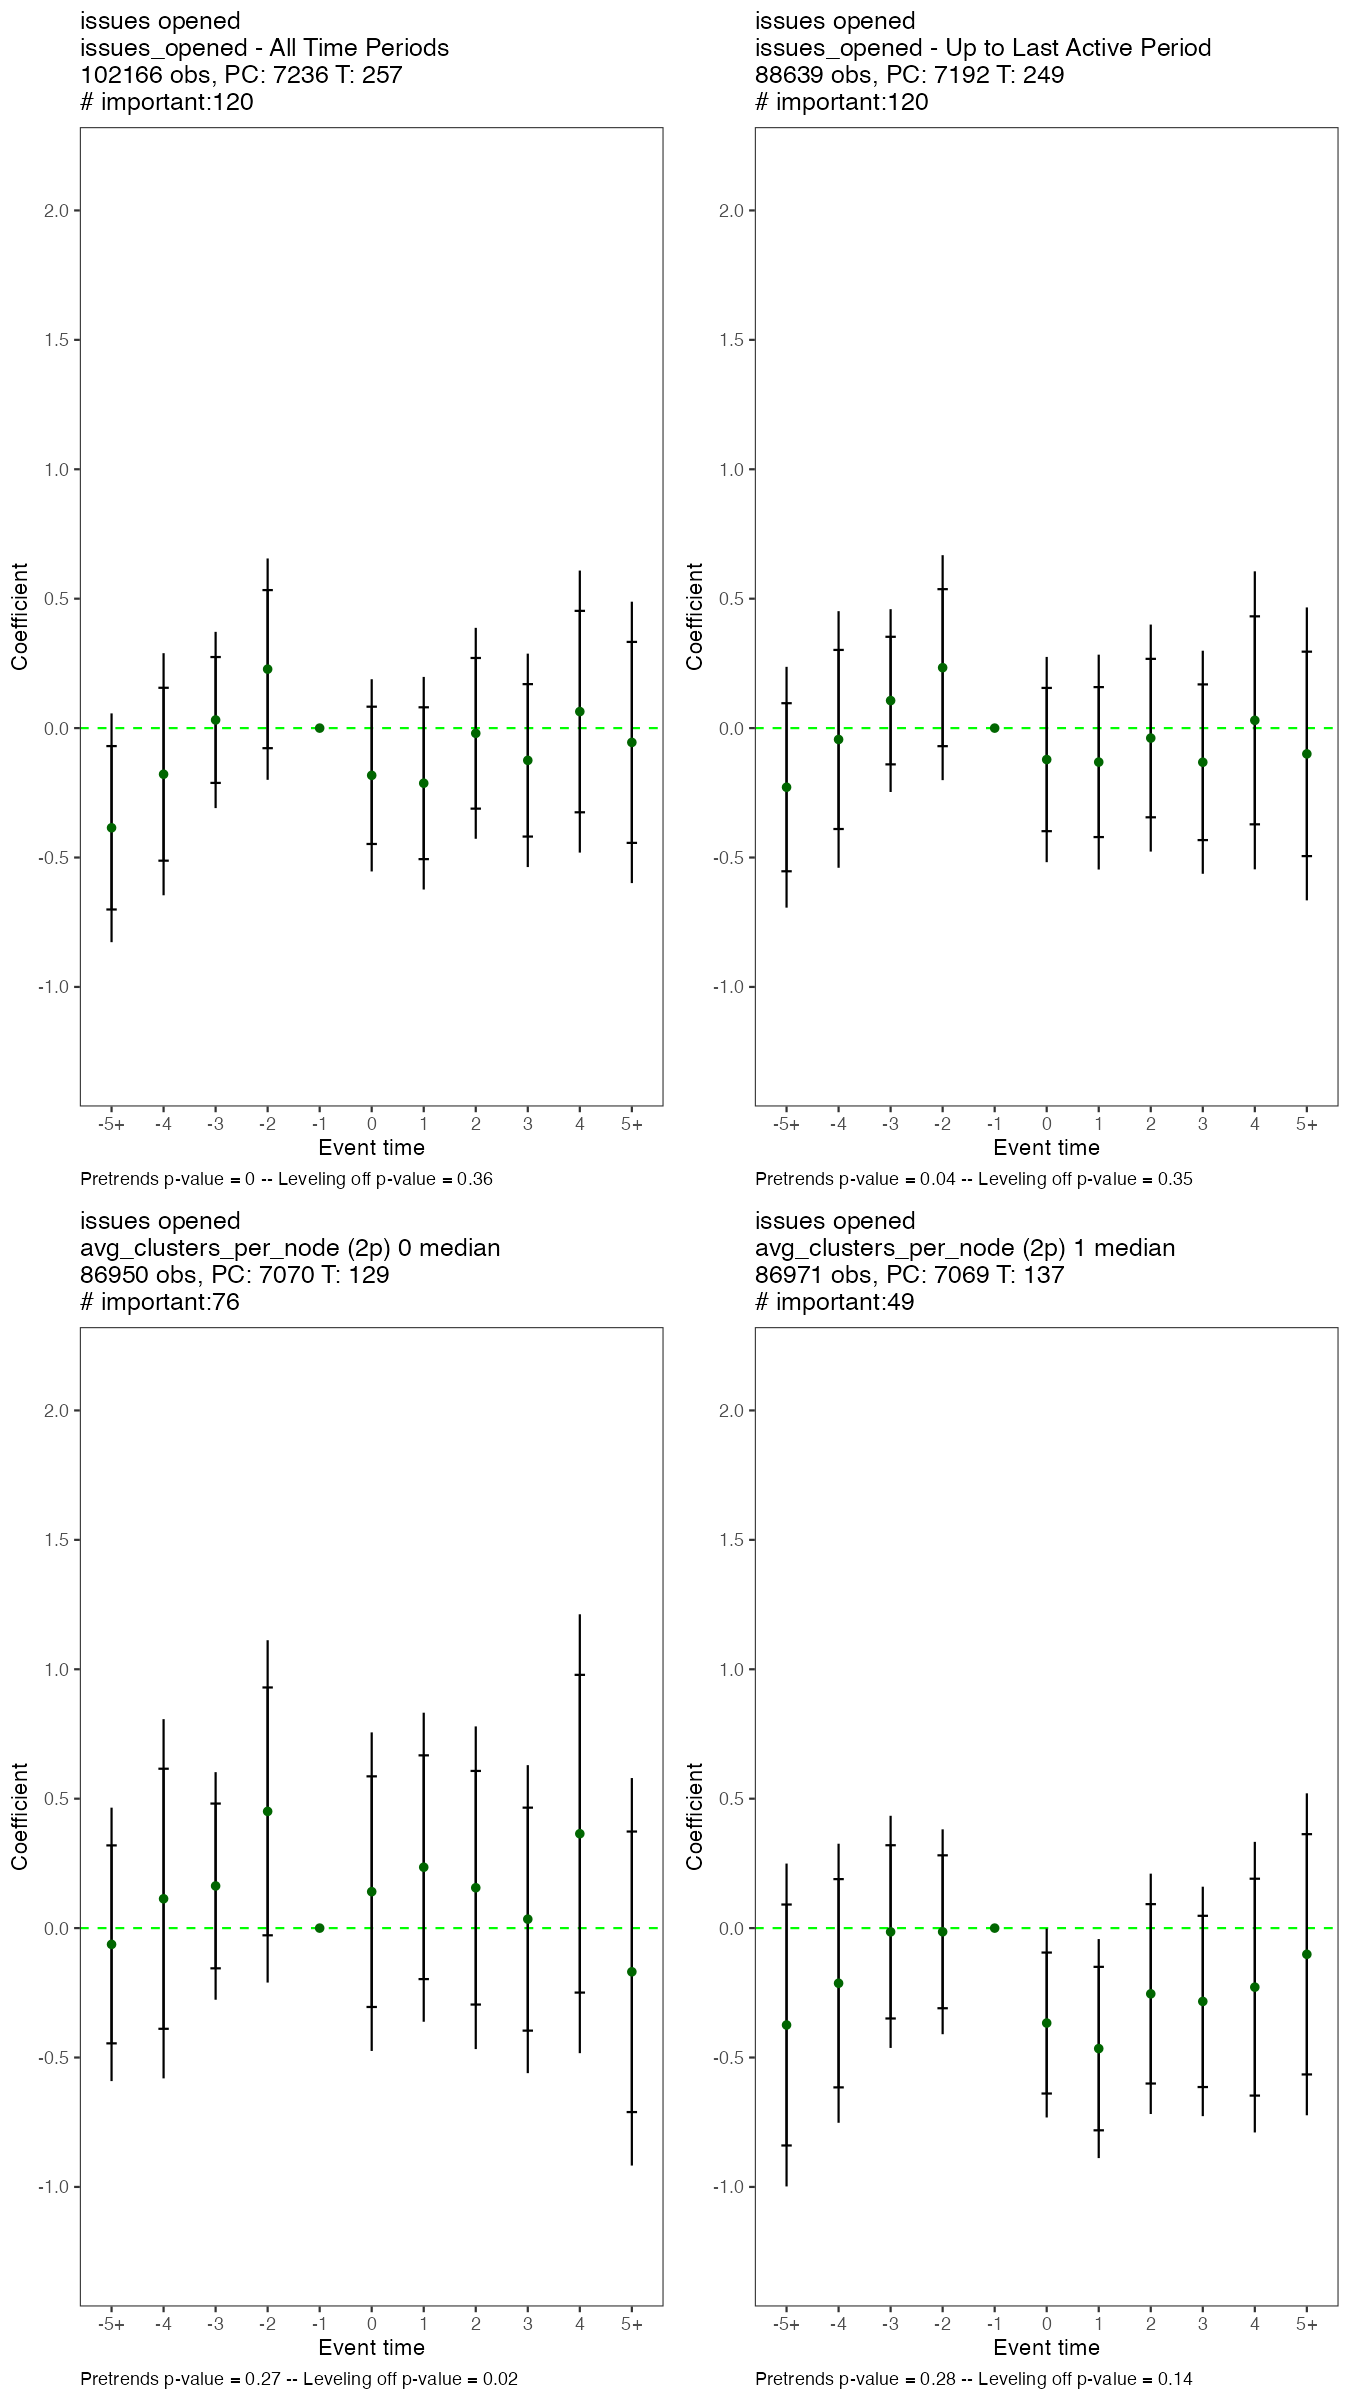 issues opened
issues_opened - All Time Periods
102166 obs, PC: 7236 T: 257
# important:120
2.0
1.5
1.0
0.5
0.0
-0.5
-1.0
Coefficient
-5+ -4 -3 -2 -1 0 1 2 3 4 5+
Event time
Pretrends p-value = 0 -- Leveling off p-value = 0.36
issues opened
issues_opened - Up to Last Active Period
88639 obs, PC: 7192 T: 249
# important:120
2.0
1.5
1.0
0.5
0.0
-0.5
-1.0
Coefficient
-5+ -4 -3 -2 -1 0 1 2 3 4 5+
Event time
Pretrends p-value = 0.04 -- Leveling off p-value = 0.35
issues opened
avg_clusters_per_node (2p) 0 median
86950 obs, PC: 7070 T: 129
# important:76
2.0
1.5
1.0
0.5
0.0
-0.5
-1.0
Coefficient
-5+ -4 -3 -2 -1 0 1 2 3 4 5+
Event time
Pretrends p-value = 0.27 -- Leveling off p-value = 0.02
issues opened
avg_clusters_per_node (2p) 1 median
86971 obs, PC: 7069 T: 137
# important:49
2.0
1.5
1.0
0.5
0.0
-0.5
-1.0
Coefficient
-5+ -4 -3 -2 -1 0 1 2 3 4 5+
Event time
Pretrends p-value = 0.28 -- Leveling off p-value = 0.14